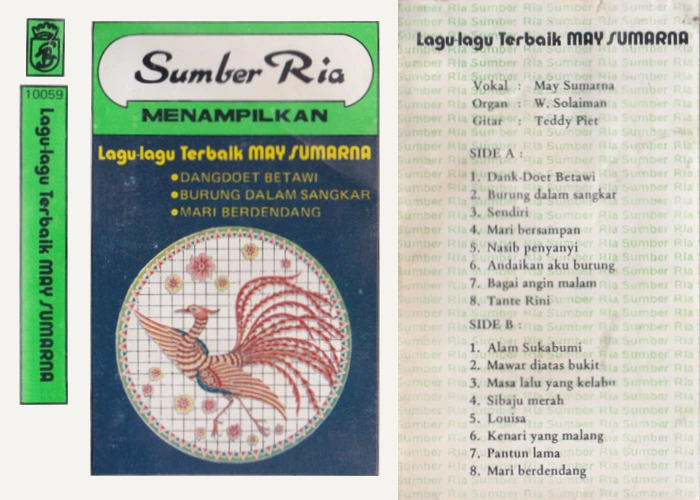 10059
Lagu-lagu Terbaik MAY SUMARNA
Sumber Ria
MENAMPILKAN
Lagu-lagu Terbaik MAY SUMARNA
●DANGDOET BETAWI
●BURUNG DALAM SANGKAR
●MARI BERDENDANG
Lagu-lagu Terbaik MAY SUMARNA
Vokal : May Sumarna
Organ : W. Solaiman
Gitar : Teddy Piet
SIDE A :
1. Dank-Doet Betawi
2. Burung dalam sangkar
3. Sendiri
4. Mari bersampan
5. Nasib penyanyi
6. Andaikan aku burung
7. Bagai angin malam
8. Tante Rini
SIDE B :
1. Alam Sukabumi
2. Mawar diatas bukit
3. Masa lalu yang kelabu
4. Sibaju merah
5. Louisa
6. Kenari yang malang
7. Pantun lama
8. Mari berdendang